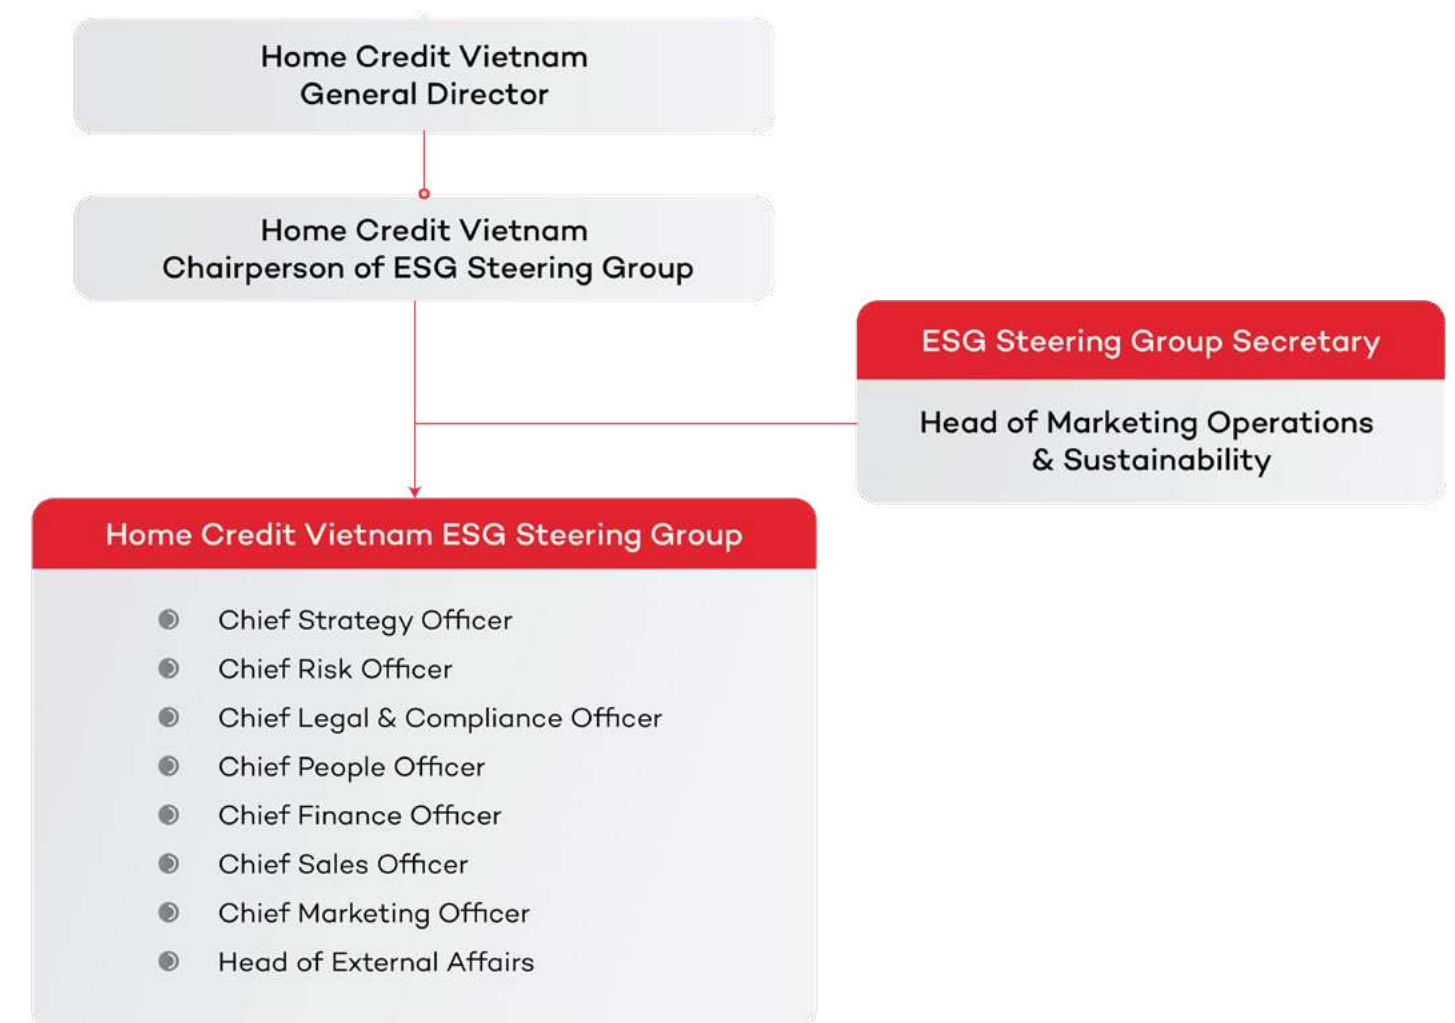 Home Credit Vietnam
General Director
Home Credit Vietnam
Chairperson of ESG Steering Group
ESG Steering Group Secretary
Head of Marketing Operations
& Sustainability
Home Credit Vietnam ESG Steering Group
Chief Strategy Officer
Chief Risk Officer
Chief Legal & Compliance Officer
Chief People Officer
Chief Finance Officer
Chief Sales Officer
Chief Marketing Officer
Head of External Affairs